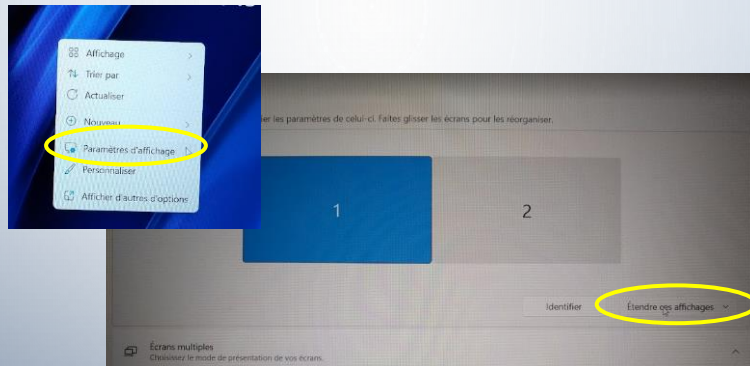 Affichage
Trier par
Actualiser
Nouveau
Paramètres d'affichage
Personnaliser
Afficher d'autres d'options
les paramètres de celui-ci. Faites glisser les écrans pour les réorganiser.
1
2
Identifier
Étendre ces affichages
Écrans multiples
Choisissez le mode de présentation de vos écrans.